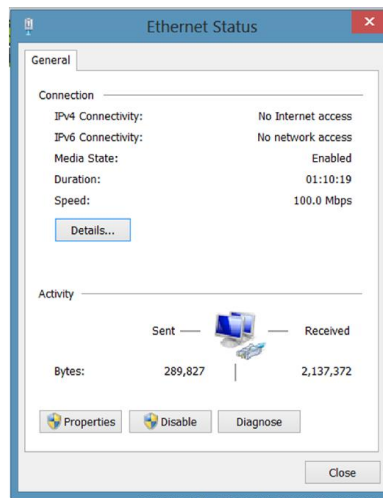 Ethernet Status
General
Connection
IPv4 Connectivity: No Internet access
IPv6 Connectivity: No network access
Media State: Enabled
Duration: 01:10:19
Speed: 100.0 Mbps
Details...
Activity
Sent Received
Bytes: 289,827 2,137,372
Properties Disable Diagnose
Close